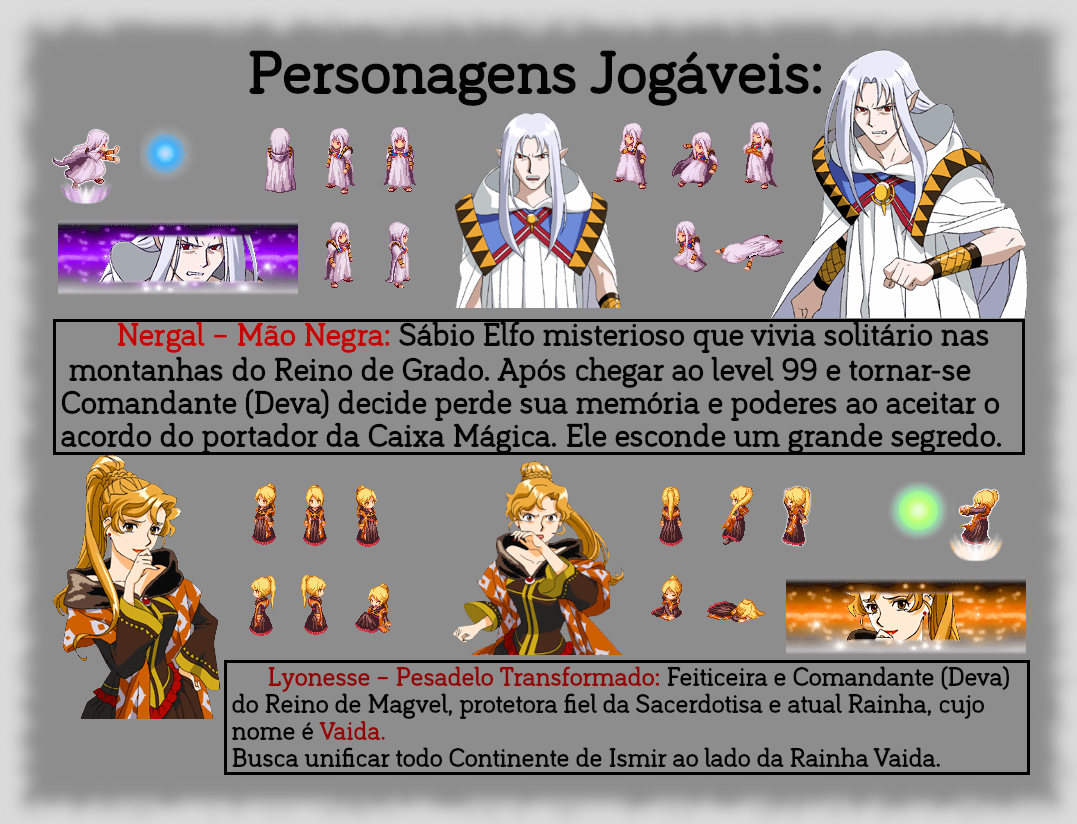 Personagens Jogáveis:
Nergal – Mão Negra: Sábio Elfo misterioso que vivia solitário nas
montanhas do Reino de Grado. Após chegar ao level 99 e tornar-se
Comandante (Deva) decide perde sua memória e poderes ao aceitar o
acordo do portador da Caixa Mágica. Ele esconde um grande segredo.
Lyonesse – Pesadelo Transformado: Feiticeira e Comandante (Deva)
do Reino de Magvel, protetora fiel da Sacerdotisa e atual Rainha, cujo
nome é Vaida.
Busca unificar todo Continente de Ismir ao lado da Rainha Vaida.